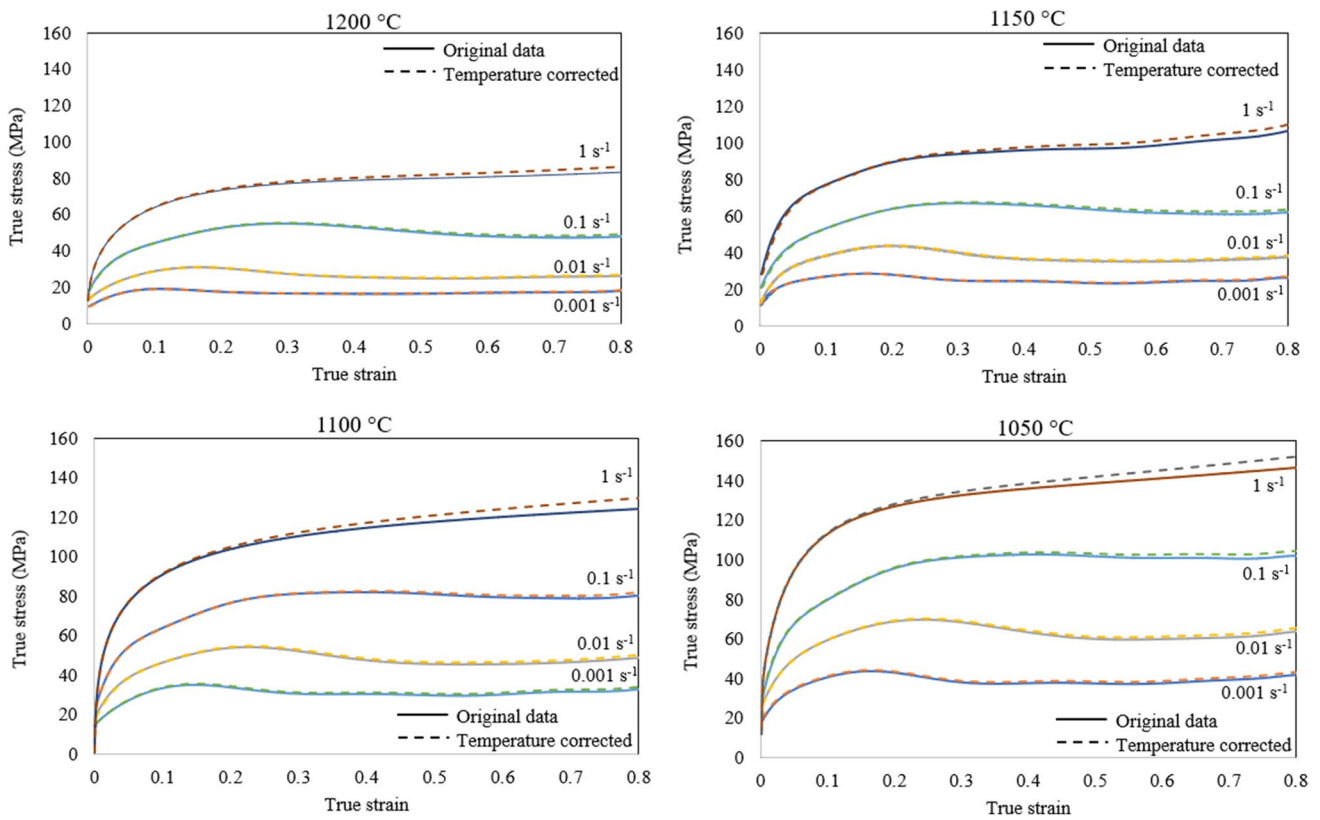 1200 °C
160
140
120
100
80
60
40
20
0
True stress (MPa)
Original data
Temperature corrected
1 s-1
0.1 s-1
0.01 s-1
0.001 s-1
0 0.1 0.2 0.3 0.4 0.5 0.6 0.7 0.8
True strain
1150 °C
160
140
120
100
80
60
40
20
0
True stress (MPa)
Original data
Temperature corrected
1 s-1
0.1 s-1
0.01 s-1
0.001 s-1
0 0.1 0.2 0.3 0.4 0.5 0.6 0.7 0.8
True strain
1100 °C
160
140
120
100
80
60
40
20
0
True stress (MPa)
1 s-1
0.1 s-1
0.01 s-1
0.001 s-1
Original data
Temperature corrected
0 0.1 0.2 0.3 0.4 0.5 0.6 0.7 0.8
True strain
1050 °C
160
140
120
100
80
60
40
20
0
True stress (MPa)
1 s-1
0.1 s-1
0.01 s-1
0.001 s-1
Original data
Temperature corrected
0 0.1 0.2 0.3 0.4 0.5 0.6 0.7 0.8
True strain